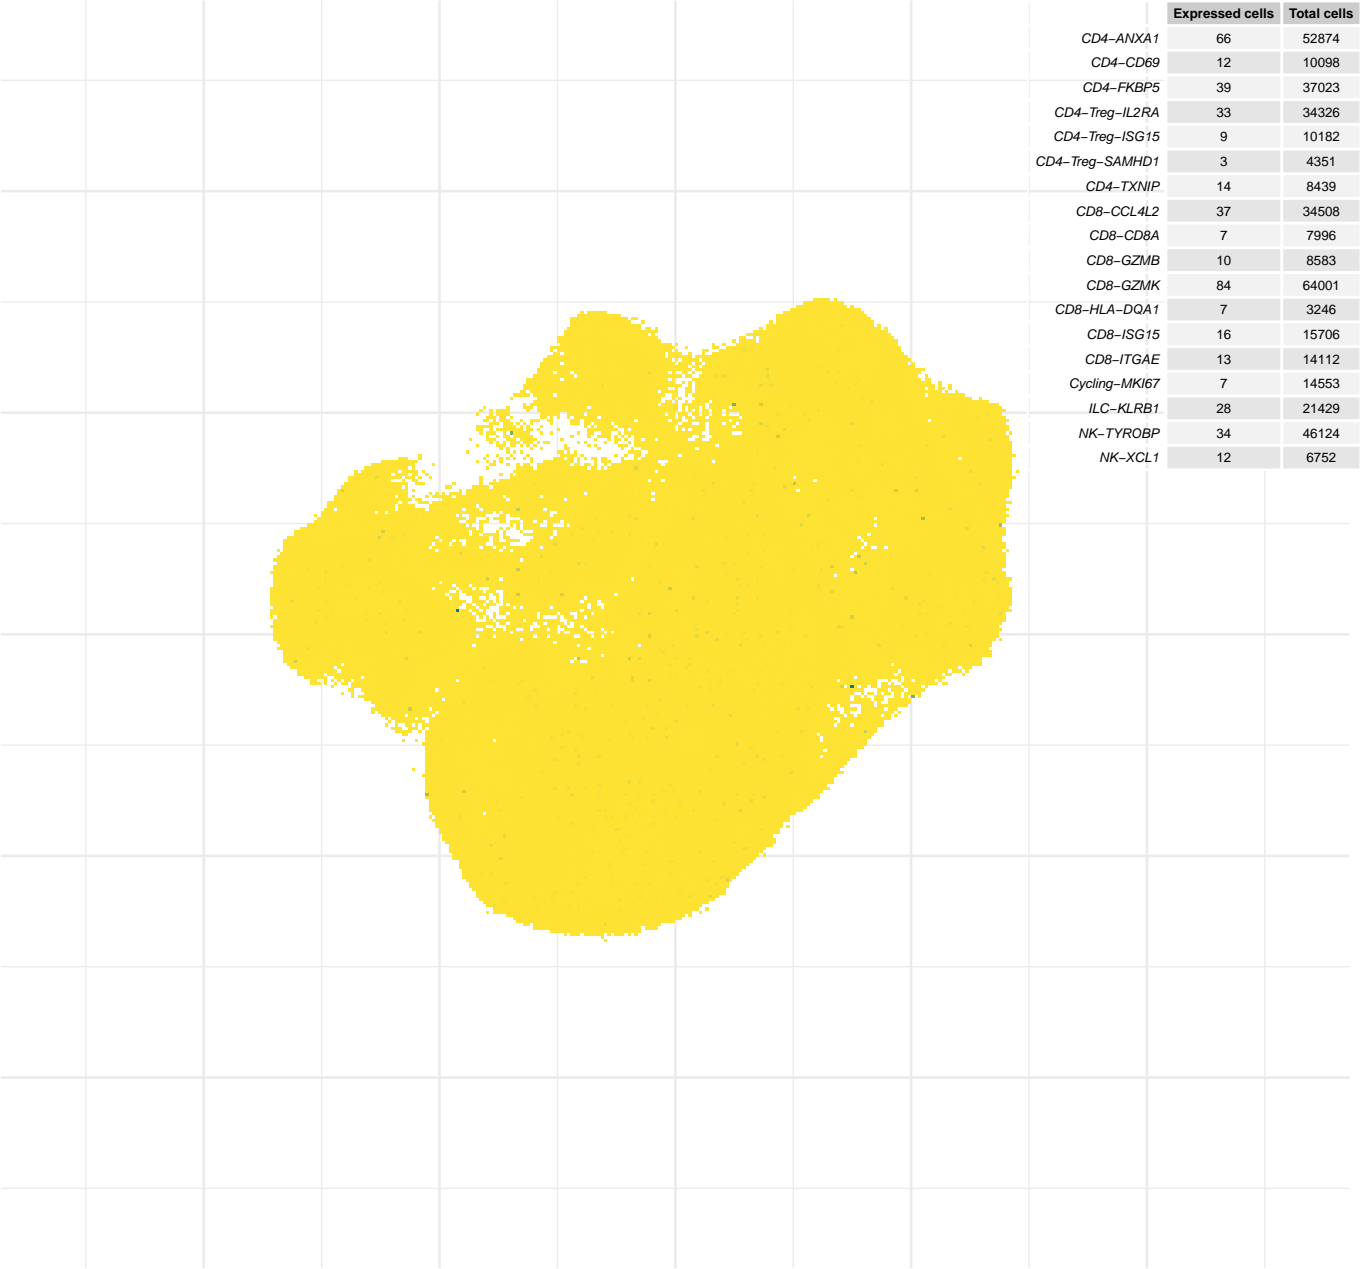 Expressed cells Total cells
CD4−ANXA1 66 52874
CD4−CD69 12 10098
CD4−FKBP5 39 37023
CD4−Treg−IL2RA 33 34326
CD4−Treg−ISG15 9 10182
CD4−Treg−SAMHD1 3 4351
CD4−TXNIP 14 8439
CD8−CCL4L2 37 34508
CD8−CD8A 7 7996
CD8−GZMB 10 8583
CD8−GZMK 84 64001
CD8−HLA−DQA1 7 3246
CD8−ISG15 16 15706
CD8−ITGAE 13 14112
Cycling−MKI67 7 14553
ILC−KLRB1 28 21429
NK−TYROBP 34 46124
NK−XCL1 12 6752